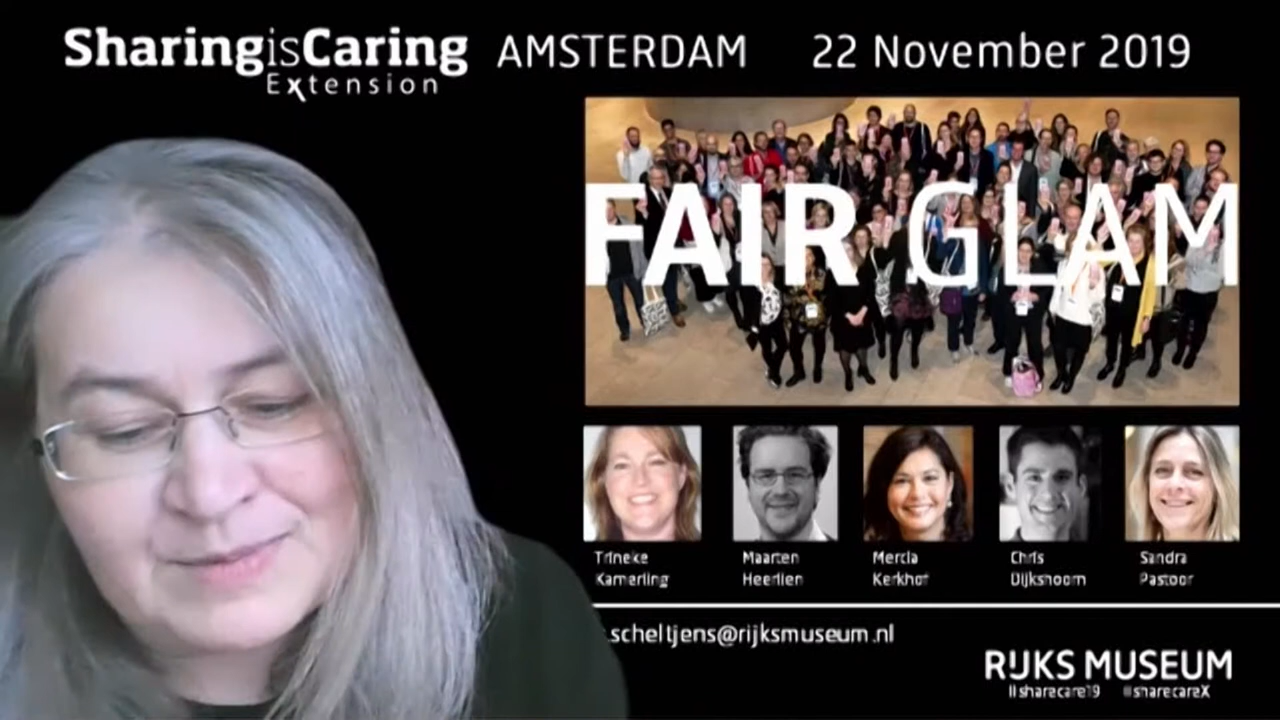 SharingisCaring AMSTERDAM 22 November 2019
Extension
FAIR GLAM
Trineke Kamerling
Maarten Heerlien
Mercia Kerkhof
Chris Dijkshoorn
Sandra Pastoor
.scheltjens@rijksmuseum.nl
RIJKS MUSEUM
#sharecare19 #sharecareX